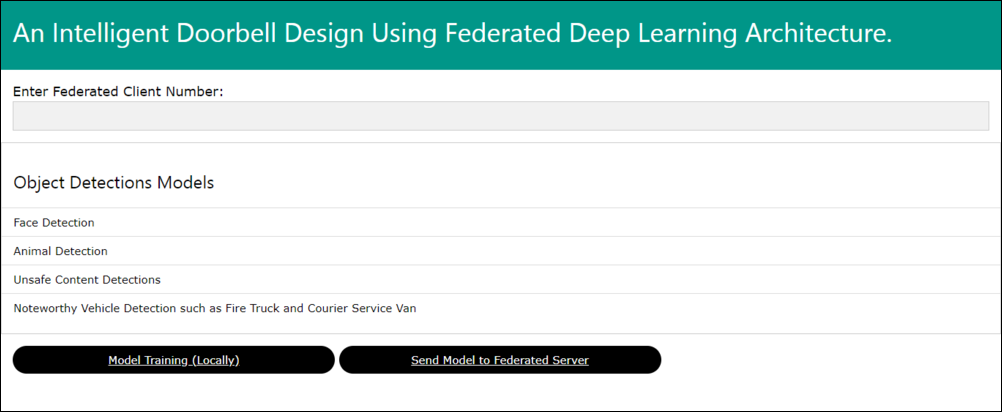 An Intelligent Doorbell Design Using Federated Deep Learning Architecture.
Enter Federated Client Number:
Object Detections Models
Face Detection
Animal Detection
Unsafe Content Detections
Noteworthy Vehicle Detection such as Fire Truck and Courier Service Van
Model Training (Locally)
Send Model to Federated Server